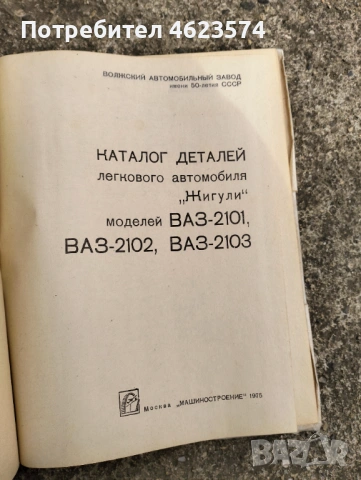 Потребител 4623574
ВОЛЖСКИЙ АВТОМОБИЛЬНЫЙ ЗАВОД
имени 50-летия СССР
КАТАЛОГ ДЕТАЛЕЙ
легкового автомобиля
„Жигули“
моделей ВАЗ-2101,
ВАЗ-2102, ВАЗ-2103
Москва „МАШИНОСТРОЕНИЕ“ 1975
BAZAR